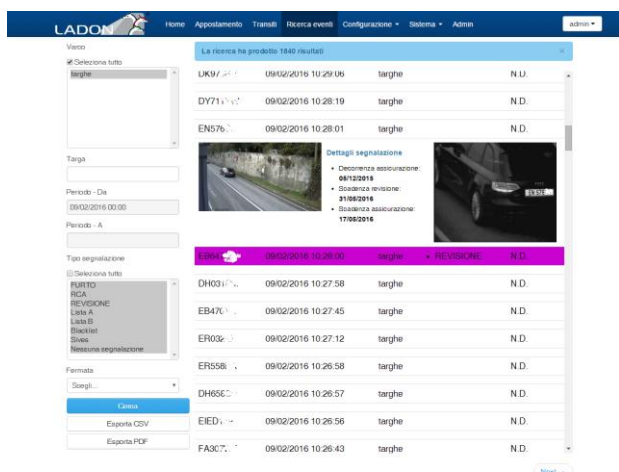 LADON
Home Appostamento Transiti Ricerca eventi Configurazione Sistema Admin
admin
Varco
Seleziona tutto
targhe
Targa
Periodo - Da
09/02/2016 00:00
Periodo - A
Tipo segnalazione
Seleziona tutto
FURTO
RCA
REVISIONE
Lista A
Lista B
Blacklist
Sives
Nessuna segnalazione
Fermata
Scegli...
Cerca
Esporta CSV
Esporta PDF
La ricerca ha prodotto 1840 risultati
09/02/2016 10:29:06 targhe N.D.
09/02/2016 10:28:19 targhe N.D.
09/02/2016 10:28:01 targhe N.D.
Dettagli segnalazione
Decorrenza assicurazione:
05/12/2015
Scadenza revisione:
31/05/2016
Scadenza assicurazione:
17/05/2016
09/02/2016 10:28:00 targhe REVISIONE N.D.
09/02/2016 10:27:58 targhe N.D.
09/02/2016 10:27:45 targhe N.D.
09/02/2016 10:27:12 targhe N.D.
09/02/2016 10:26:58 targhe N.D.
09/02/2016 10:26:57 targhe N.D.
09/02/2016 10:26:56 targhe N.D.
09/02/2016 10:26:43 targhe N.D.
Next